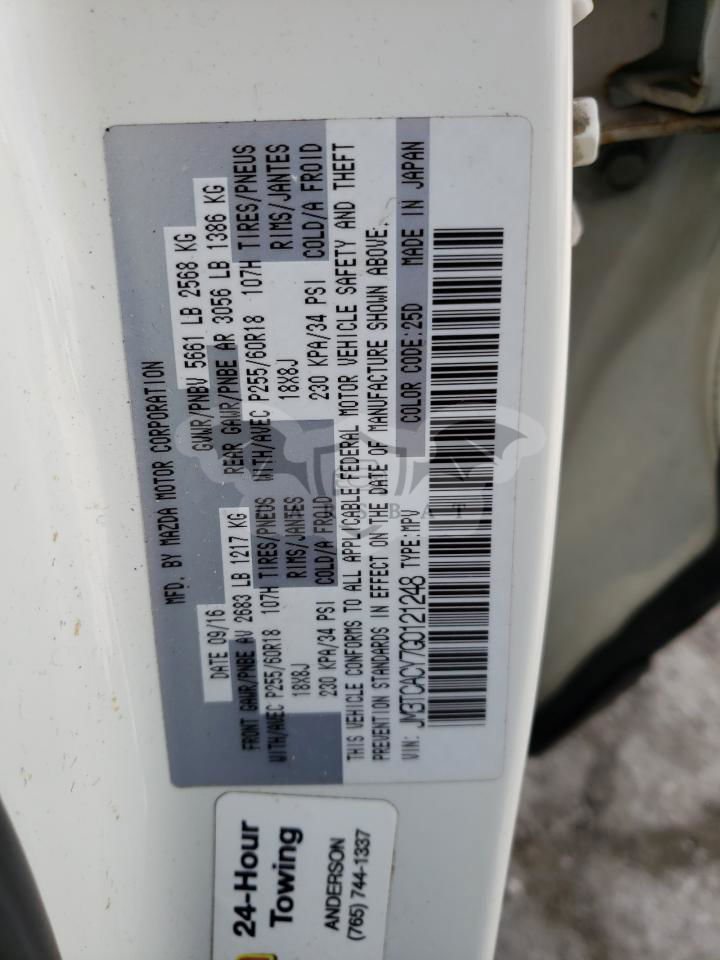 MFD. BY MAZDA MOTOR CORPORATION
DATE 09/16 GVWR/PNBV 5661 LB 2568 KG
FRONT GAWR/PNBE AV 2683 LB 1217 KG REAR GAWR/PNBE AR 3056 LB 1386 KG
WITH/AVEC P255/60R18 107H TIRES/PNEUS WITH/AVEC P255/60R18 107H TIRES/PNEUS
18X8J RIMS/JANTES 18X8J RIMS/JANTES
230 KPA/34 PSI COLD/A FROID 230 KPA/34 PSI COLD/A FROID
THIS VEHICLE CONFORMS TO ALL APPLICABLE FEDERAL MOTOR VEHICLE SAFETY AND THEFT
PREVENTION STANDARDS IN EFFECT ON THE DATE OF MANUFACTURE SHOWN ABOVE.
VIN: JM3TCACY7G0121248 TYPE:MPV COLOR CODE:25D MADE IN JAPAN
24-Hour
Towing
ANDERSON
(765) 744-1337